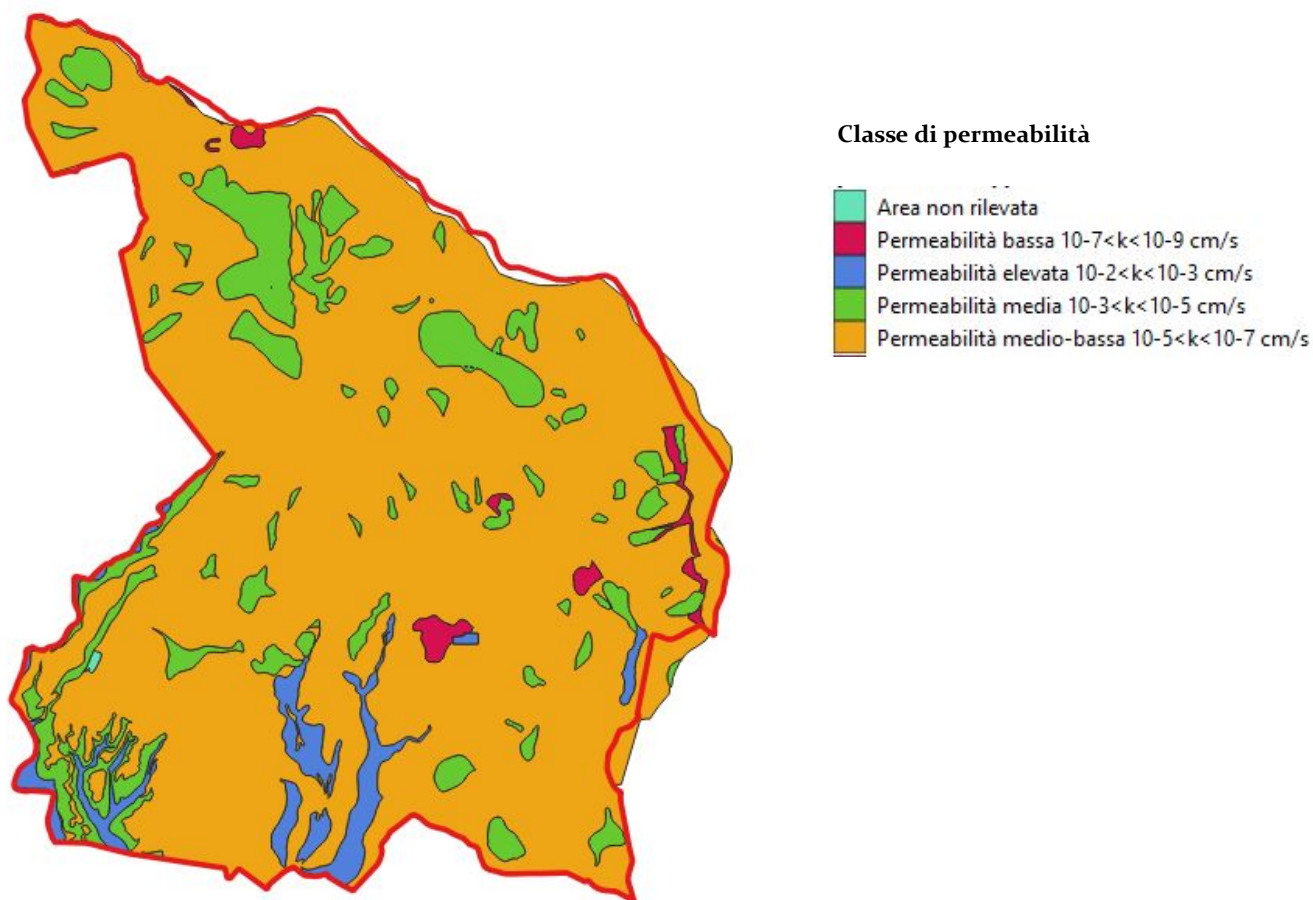 Classe di permeabilità
Area non rilevata
Permeabilità bassa 10-7<k<10-9 cm/s
Permeabilità elevata 10-2<k<10-3 cm/s
Permeabilità media 10-3<k<10-5 cm/s
Permeabilità medio-bassa 10-5<k<10-7 cm/s